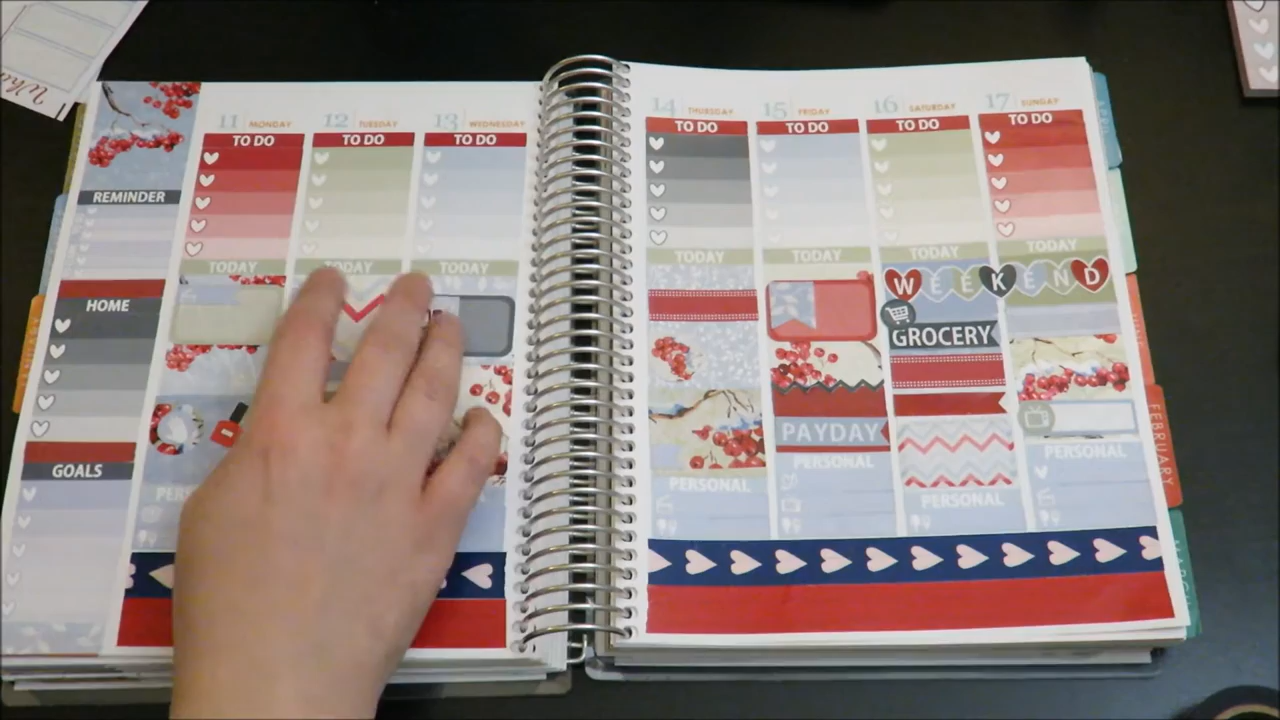 11 MONDAY
12 TUESDAY
13 WEDNESDAY
14 THURSDAY
15 FRIDAY
16 SATURDAY
17 SUNDAY
TO DO
TO DO
TO DO
TO DO
TO DO
TO DO
TO DO
REMINDER
HOME
GOALS
TODAY
TODAY
TODAY
TODAY
TODAY
TODAY
TODAY
WEEKEND
GROCERY
PAYDAY
PERSONAL
PERSONAL
PERSONAL
PERSONAL
FEBRUARY